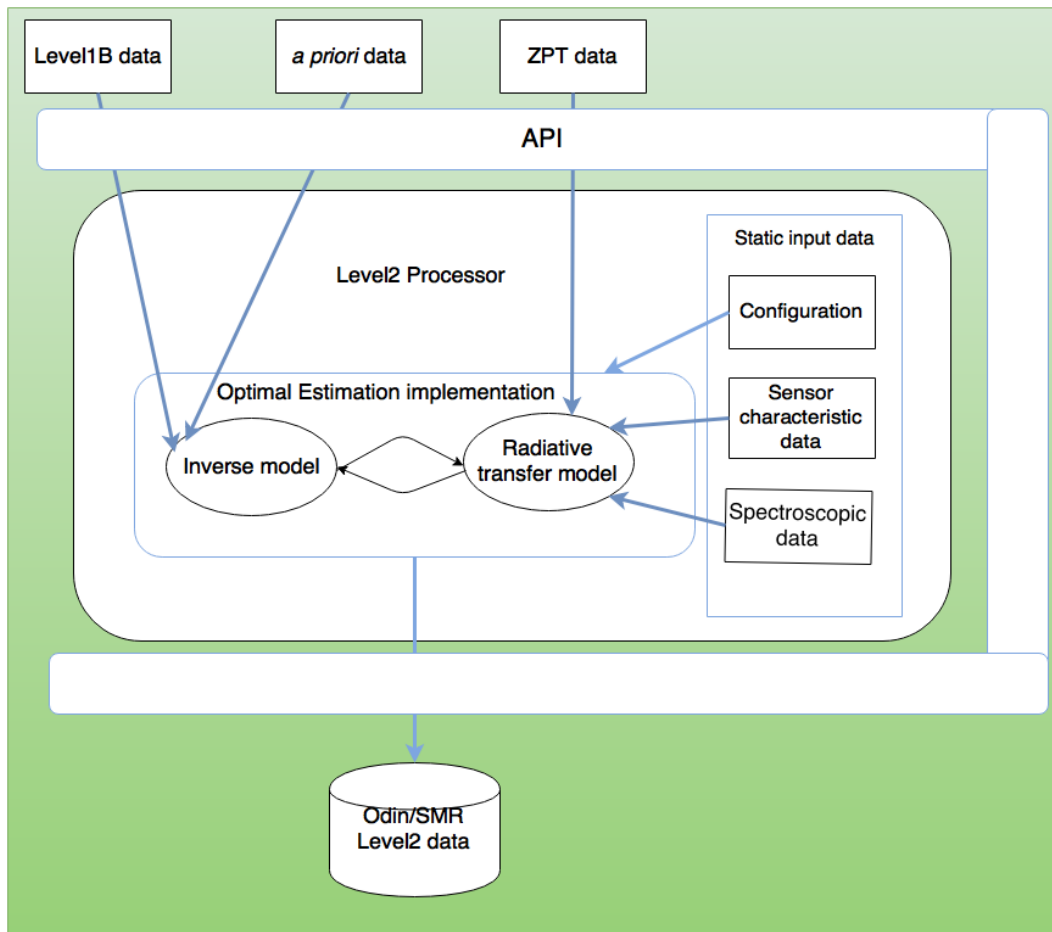 Level1B data
a priori data
ZPT data
API
Static input data
Level2 Processor
Configuration
Optimal Estimation implementation
Sensor
characteristic
data
Inverse model
Radiative
transfer model
Spectroscopic
data
Odin/SMR
Level2 data